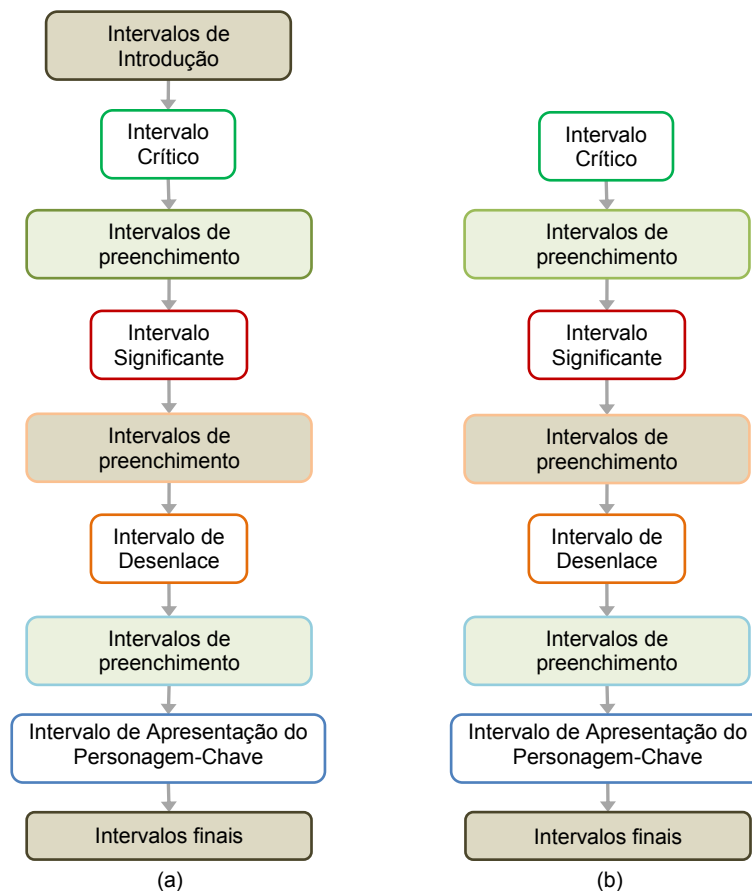 Intervalos de
Introdução
Intervalo
Crítico
Intervalos de
preenchimento
Intervalo
Significante
Intervalos de
preenchimento
Intervalo de
Desenlace
Intervalos de
preenchimento
Intervalo de Apresentação do
Personagem-Chave
Intervalos finais
(a)
Intervalo
Crítico
Intervalos de
preenchimento
Intervalo
Significante
Intervalos de
preenchimento
Intervalo de
Desenlace
Intervalos de
preenchimento
Intervalo de Apresentação do
Personagem-Chave
Intervalos finais
(b)